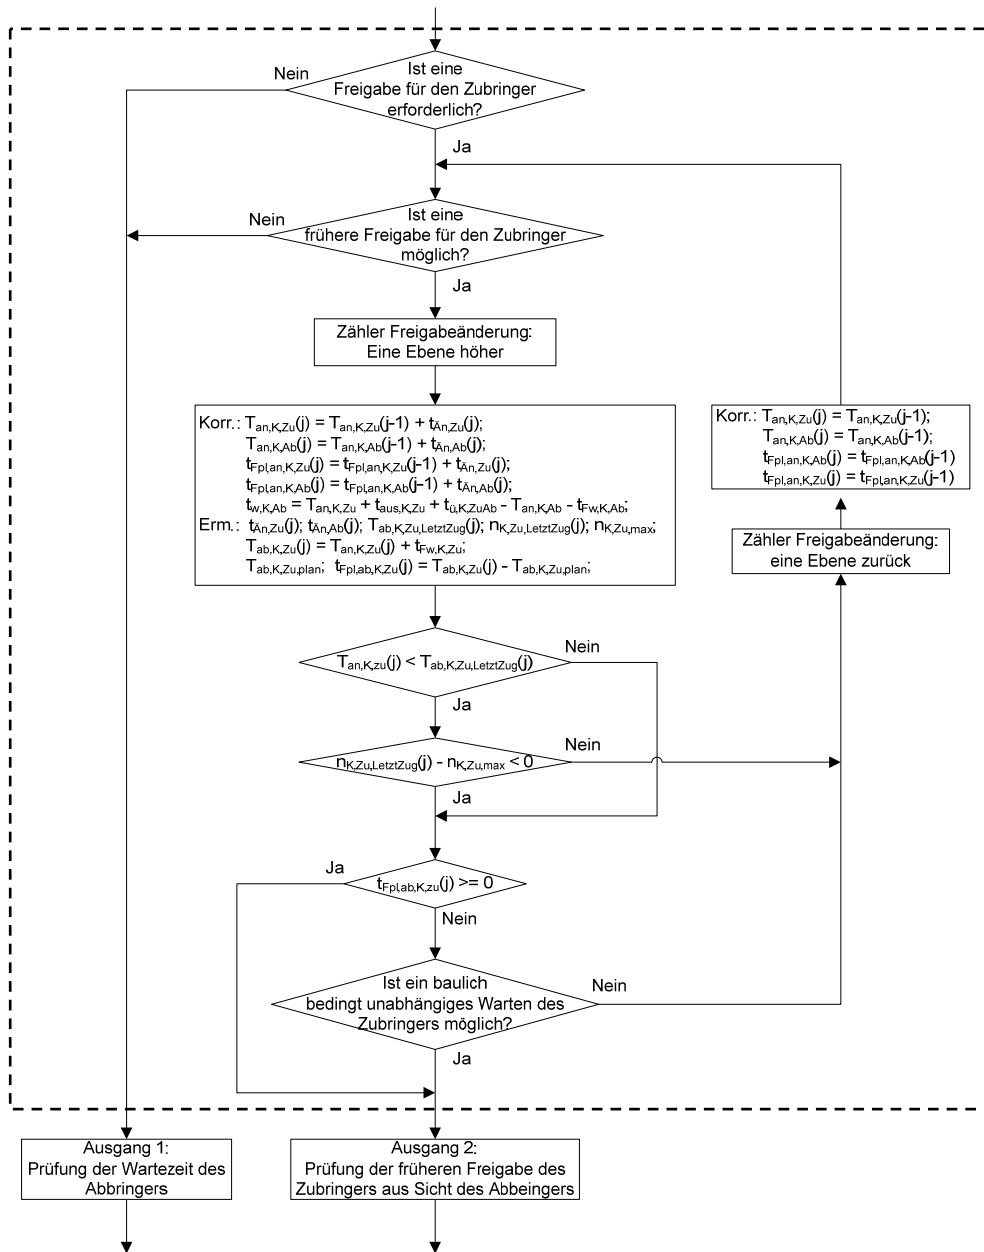 Ist eine
Freigabe für den Zubringer
erforderlich?
Nein
Ja
Ist eine
frühere Freigabe für den Zubringer
möglich?
Nein
Ja
Zähler Freigabeänderung:
Eine Ebene höher
Korr.: T_an,K,Zu(j) = T_an,K,Zu(j-1) + t_Än,Zu(j);
T_an,K,Ab(j) = T_an,K,Ab(j-1) + t_Än,Ab(j);
t_Fpl,an,K,Zu(j) = t_Fpl,an,K,Zu(j-1) + t_Än,Zu(j);
t_Fpl,an,K,Ab(j) = t_Fpl,an,K,Ab(j-1) + t_Än,Ab(j);
t_w,K,Ab = T_an,K,Zu + t_aus,K,Zu + t_ü,K,ZuAb - T_an,K,Ab - t_Fw,K,Ab;
Erm.: t_Än,Zu(j); t_Än,Ab(j); T_ab,K,Zu,LetztZug(j); n_K,Zu,LetztZug(j); n_K,Zu,max;
T_ab,K,Zu(j) = T_an,K,Zu(j) + t_Fw,K,Zu;
T_ab,K,Zu,plan; t_Fpl,ab,K,Zu(j) = T_ab,K,Zu(j) - T_ab,K,Zu,plan;
Korr.: T_an,K,Zu(j) = T_an,K,Zu(j-1);
T_an,K,Ab(j) = T_an,K,Ab(j-1);
t_Fpl,an,K,Ab(j) = t_Fpl,an,K,Ab(j-1)
t_Fpl,an,K,Zu(j) = t_Fpl,an,K,Zu(j-1)
Zähler Freigabeänderung:
eine Ebene zurück
T_an,K,zu(j) < T_ab,K,Zu,LetztZug(j)
Nein
Ja
n_K,Zu,LetztZug(j) - n_K,Zu,max < 0
Nein
Ja
t_Fpl,ab,K,zu(j) >= 0
Ja
Nein
Ist ein baulich
bedingt unabhängiges Warten des
Zubringers möglich?
Nein
Ja
Ausgang 1:
Prüfung der Wartezeit des
Abbringers
Ausgang 2:
Prüfung der früheren Freigabe des
Zubringers aus Sicht des Abbeingers